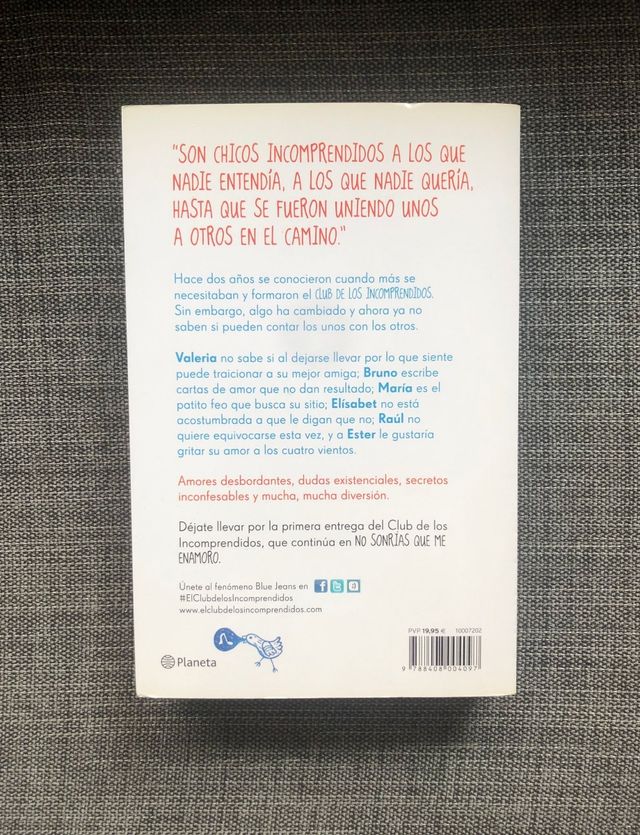 "SON CHICOS INCOMPRENDIDOS A LOS QUE
NADIE ENTENDÍA, A LOS QUE NADIE QUERÍA,
HASTA QUE SE FUERON UNIENDO UNOS
A OTROS EN EL CAMINO."
Hace dos años se conocieron cuando más se
necesitaban y formaron el CLUB DE LOS INCOMPRENDIDOS.
Sin embargo, algo ha cambiado y ahora ya no
saben si pueden contar los unos con los otros.
Valeria no sabe si al dejarse llevar por lo que siente
puede traicionar a su mejor amiga; Bruno escribe
cartas de amor que no dan resultado; María es el
patito feo que busca su sitio; Elísabet no está
acostumbrada a que le digan que no; Raúl no
quiere equivocarse esta vez, y a Ester le gustaría
gritar su amor a los cuatro vientos.
Amores desbordantes, dudas existenciales, secretos
inconfesables y mucha, mucha diversión.
Déjate llevar por la primera entrega del Club de los
Incomprendidos, que continúa en NO SONRÍAS QUE ME
ENAMORO.
Únete al fenómeno Blue Jeans en
#ElClubdelosIncomprendidos
www.elclubdelosincomprendidos.com
Planeta
PVP 19,95 € 10007202
9 788408 004097